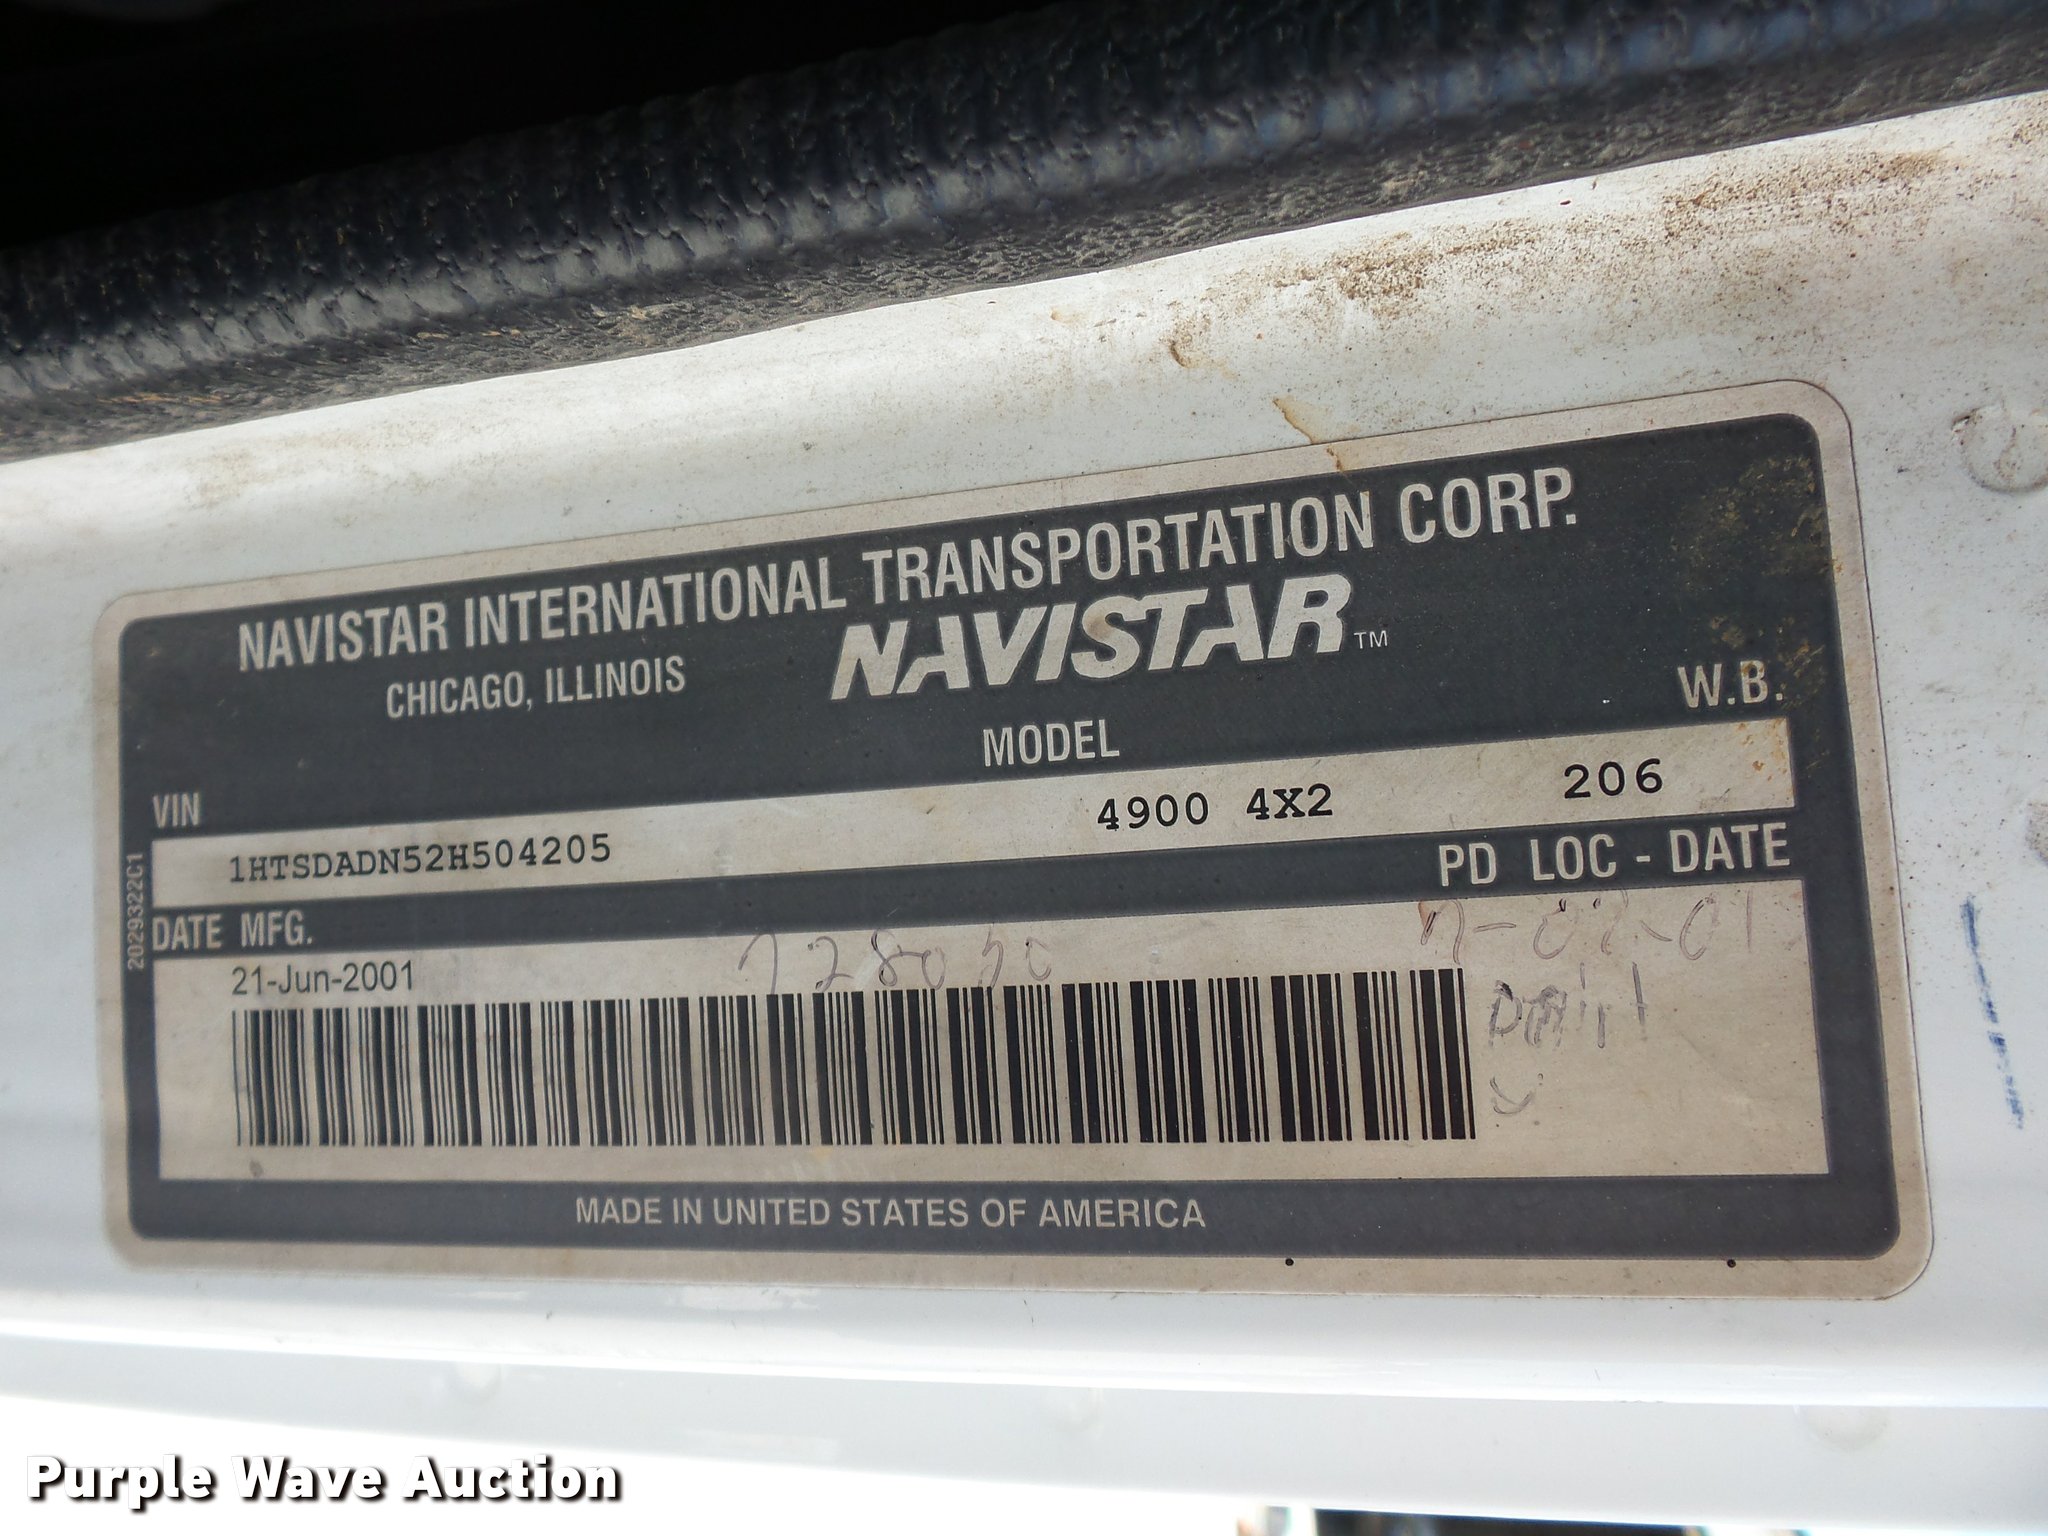 NAVISTAR INTERNATIONAL TRANSPORTATION CORP.
CHICAGO, ILLINOIS
NAVISTAR™
MODEL
W.B.
VIN
1HTSDADN52H504205
4900 4X2
206
2029322C1
DATE MFG.
PD LOC - DATE
21-Jun-2001
MADE IN UNITED STATES OF AMERICA
Purple Wave Auction